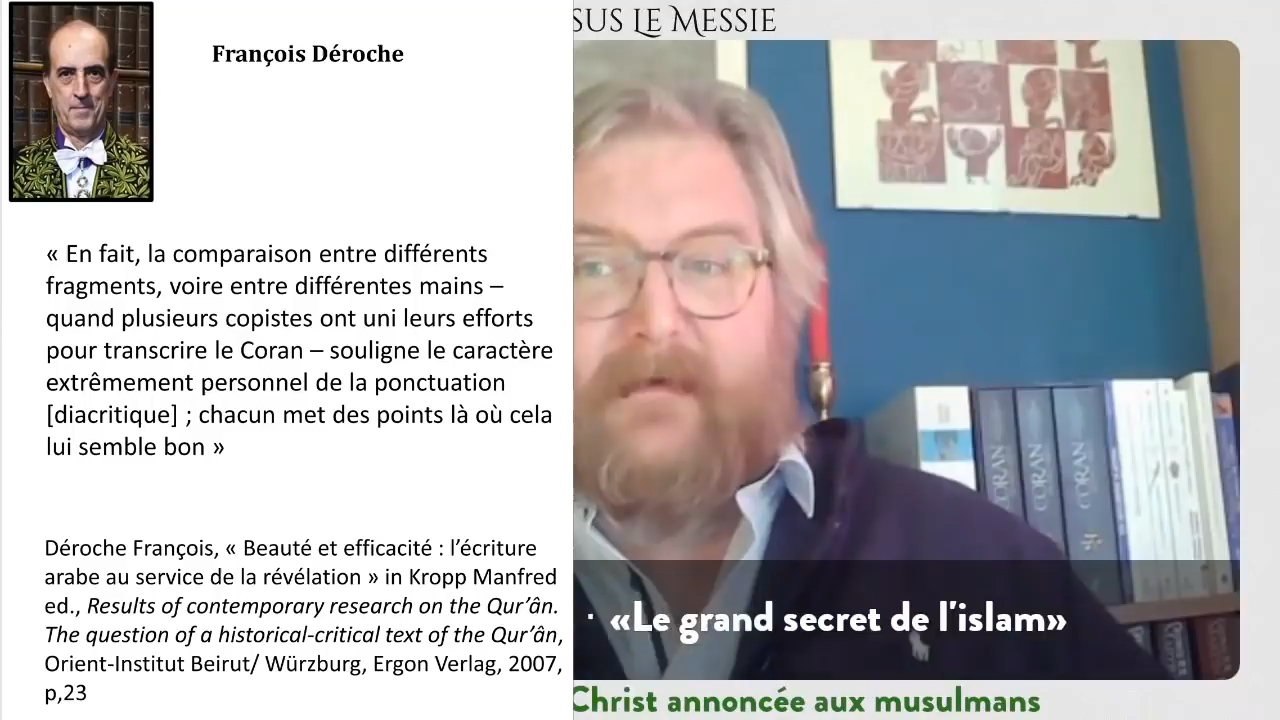 François Déroche
« En fait, la comparaison entre différents
fragments, voire entre différentes mains –
quand plusieurs copistes ont uni leurs efforts
pour transcrire le Coran – souligne le caractère
extrêmement personnel de la ponctuation
[diacritique] ; chacun met des points là où cela
lui semble bon »
Déroche François, « Beauté et efficacité : l’écriture
arabe au service de la révélation » in Kropp Manfred
ed., Results of contemporary research on the Qur’ân.
The question of a historical-critical text of the Qur’ân,
Orient-Institut Beirut/ Würzburg, Ergon Verlag, 2007,
p,23
SUS LE MESSIE
CORAN
CORAN
CORAN
· «Le grand secret de l'islam»
Christ annoncée aux musulmans